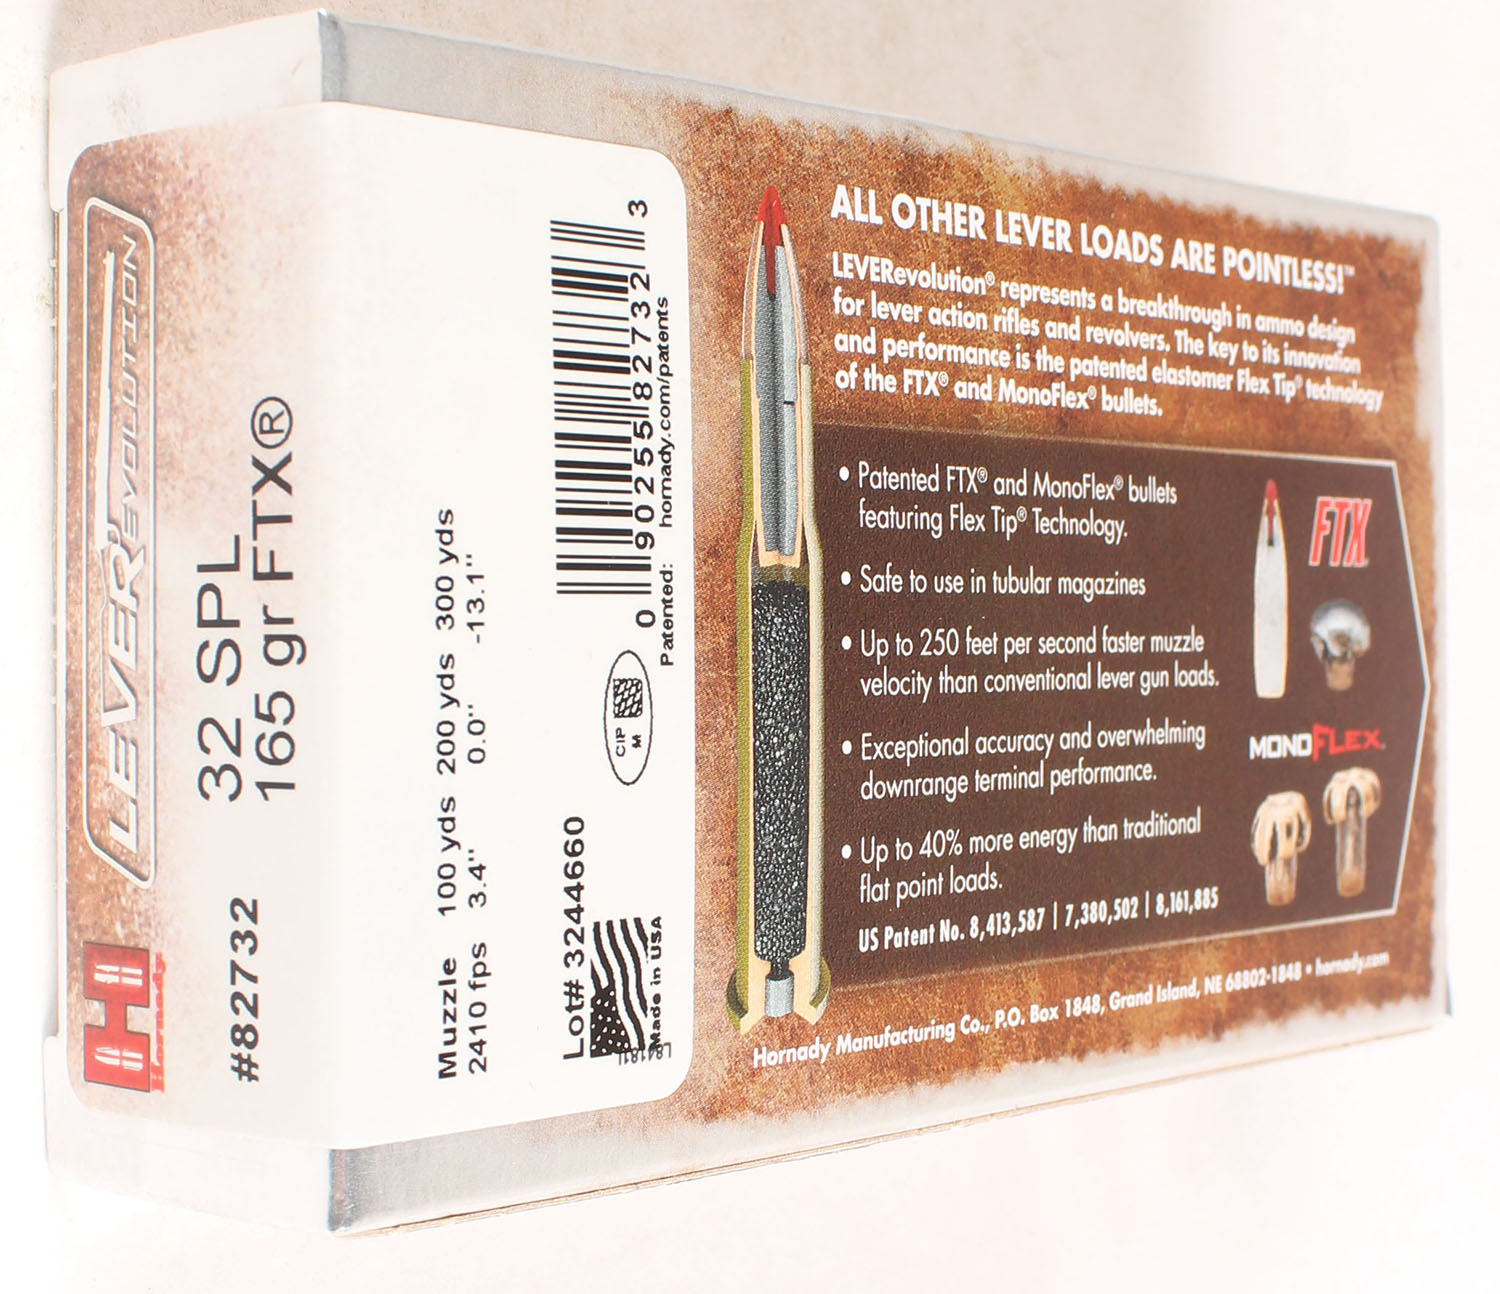 LEVERevolution
H
Hornady
#82732
32 SPL
165 gr FTX®
Muzzle 100 yds 200 yds 300 yds
2410 fps 3.4" 0.0" -13.1"
Lot# 3244660
Made in USA
CIP
M
0 90255 82732 3
Patented: hornady.com/patents
ALL OTHER LEVER LOADS ARE POINTLESS!™
LEVERevolution® represents a breakthrough in ammo design
for lever action rifles and revolvers. The key to its innovation
and performance is the patented elastomer Flex Tip® technology
of the FTX® and MonoFlex® bullets.
• Patented FTX® and MonoFlex® bullets
featuring Flex Tip® Technology.
• Safe to use in tubular magazines
• Up to 250 feet per second faster muzzle
velocity than conventional lever gun loads.
• Exceptional accuracy and overwhelming
downrange terminal performance.
• Up to 40% more energy than traditional
flat point loads.
US Patent No. 8,413,587 | 7,380,502 | 8,161,885
FTX
MONOFLEX
Hornady Manufacturing Co., P.O. Box 1848, Grand Island, NE 68802-1848 • hornady.com